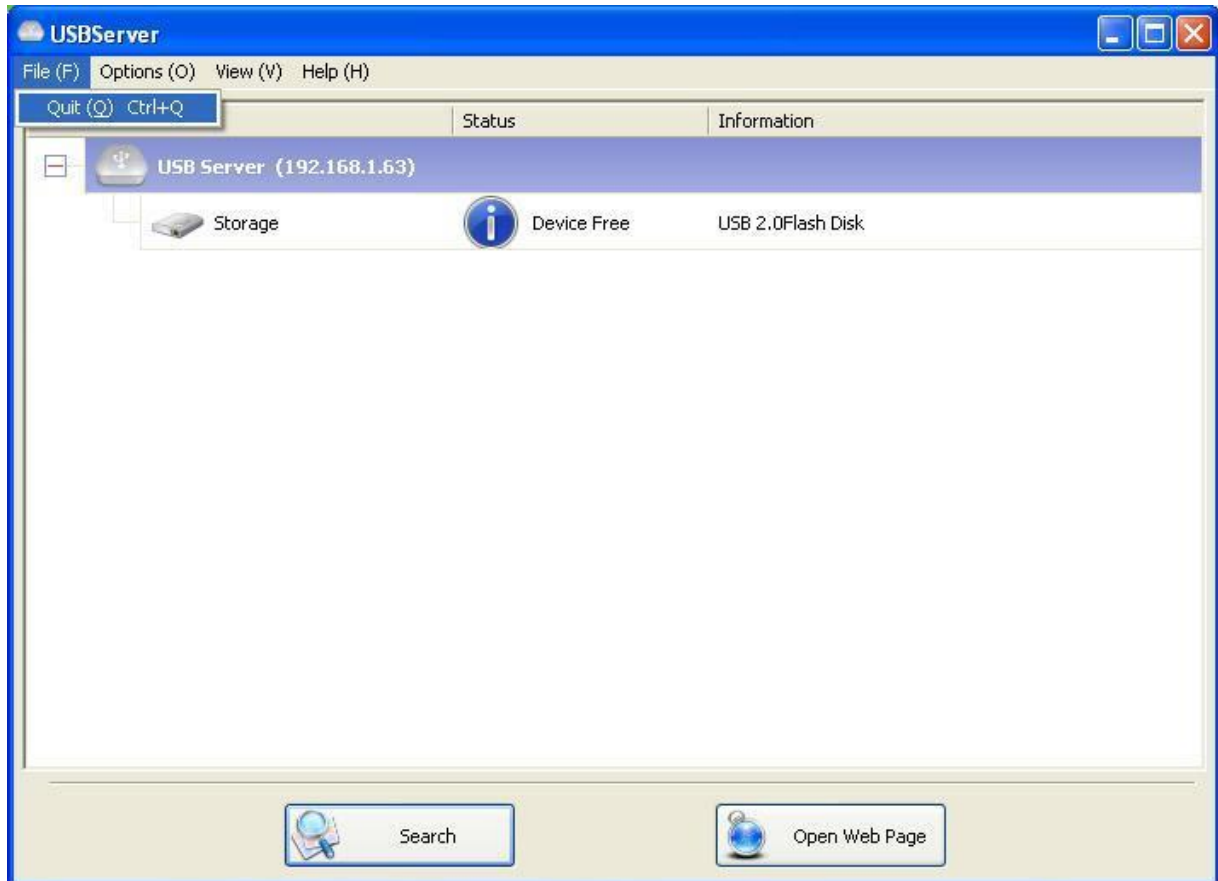 USBServer
File (F) Options (O) View (V) Help (H)
Quit (Q) Ctrl+Q
Status Information
USB Server (192.168.1.63)
Storage Device Free USB 2.0Flash Disk
Search Open Web Page